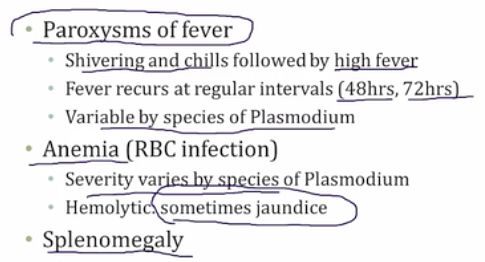 • Paroxysms of fever
• Shivering and chills followed by high fever
• Fever recurs at regular intervals (48hrs, 72hrs)
• Variable by species of Plasmodium
• Anemia (RBC infection)
• Severity varies by species of Plasmodium
• Hemolytic: sometimes jaundice
• Splenomegaly